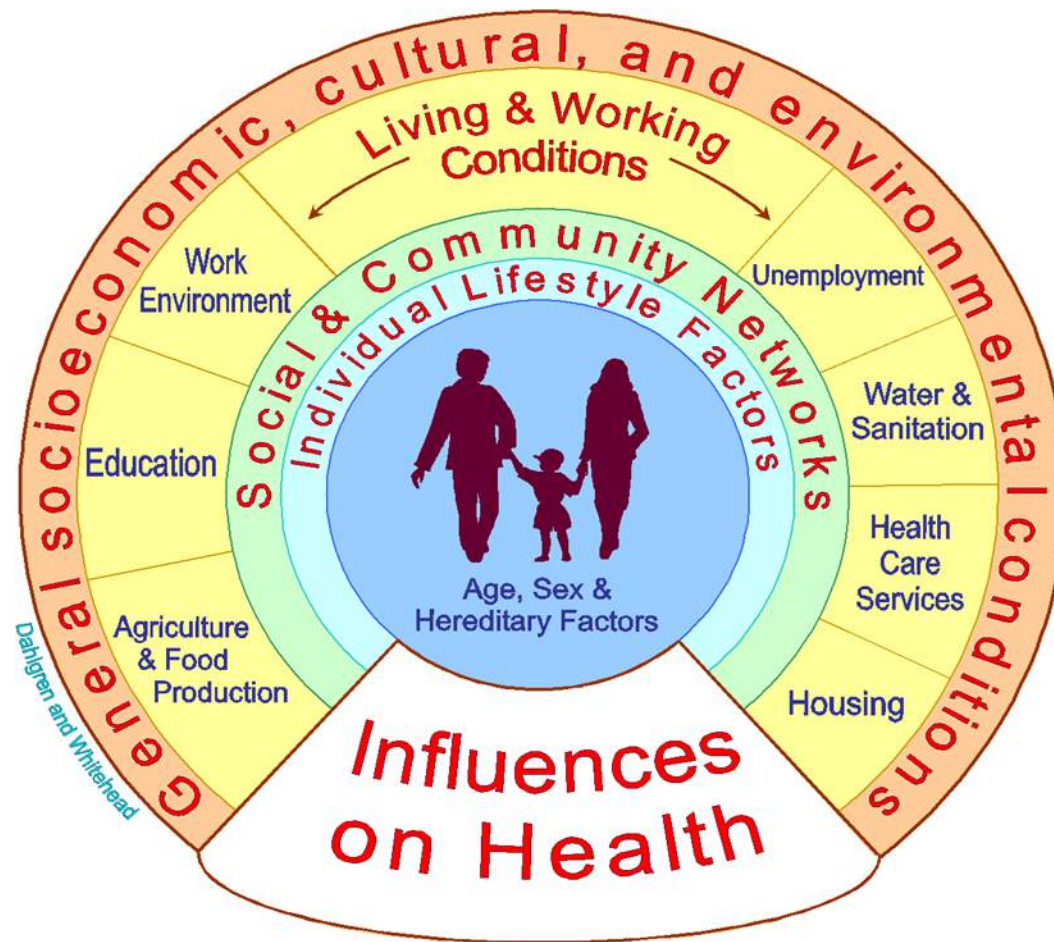 General socioeconomic, cultural, and environmental conditions
Living & Working
Conditions
Work
Environment
Education
Agriculture
& Food
Production
Unemployment
Water &
Sanitation
Health
Care
Services
Housing
Social & Community Networks
Individual Lifestyle Factors
Age, Sex &
Hereditary Factors
Influences
on Health
Dahlgren and Whitehead